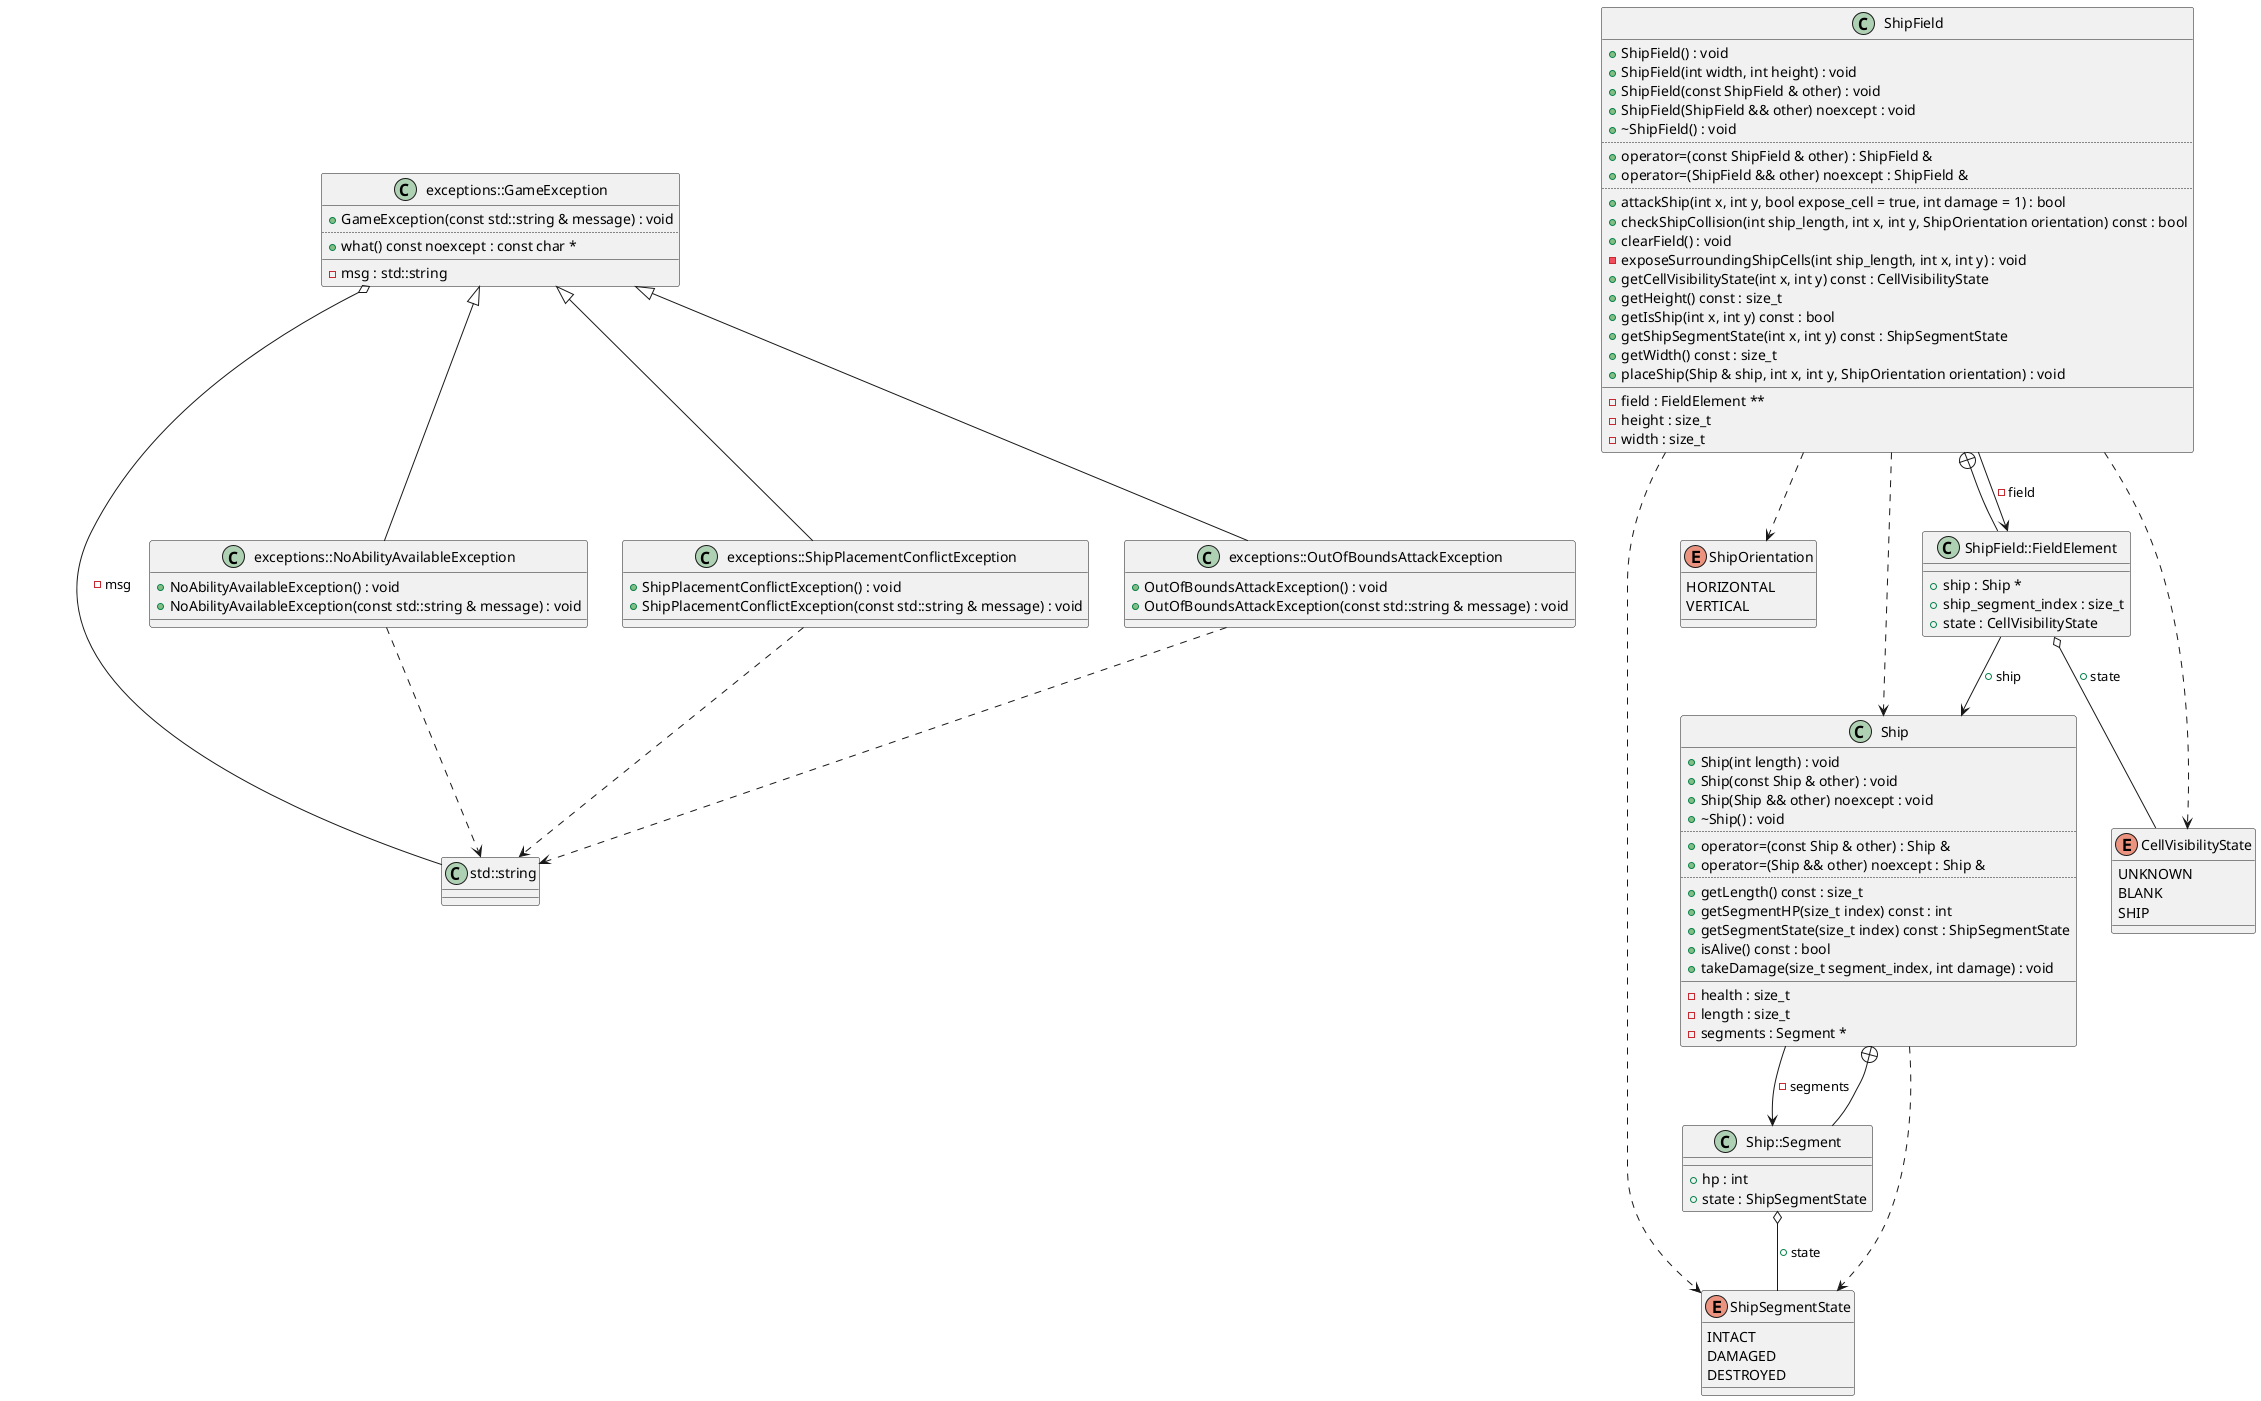 ShipField
ShipField() : void
ShipField(int width, int height) : void
ShipField(const ShipField & other) : void
ShipField(ShipField && other) noexcept : void
~ShipField() : void
operator=(const ShipField & other) : ShipField &
operator=(ShipField && other) noexcept : ShipField &
attackShip(int x, int y, bool expose_cell = true, int damage = 1) : bool
checkShipCollision(int ship_length, int x, int y, ShipOrientation orientation) const : bool
clearField() : void
exposeSurroundingShipCells(int ship_length, int x, int y) : void
getCellVisibilityState(int x, int y) const : CellVisibilityState
getHeight() const : size_t
getIsShip(int x, int y) const : bool
getShipSegmentState(int x, int y) const : ShipSegmentState
getWidth() const : size_t
placeShip(Ship & ship, int x, int y, ShipOrientation orientation) : void
field : FieldElement **
height : size_t
width : size_t
exceptions::GameException
GameException(const std::string & message) : void
what() const noexcept : const char *
msg : std::string
field
msg
exceptions::NoAbilityAvailableException
NoAbilityAvailableException() : void
NoAbilityAvailableException(const std::string & message) : void
exceptions::ShipPlacementConflictException
ShipPlacementConflictException() : void
ShipPlacementConflictException(const std::string & message) : void
exceptions::OutOfBoundsAttackException
OutOfBoundsAttackException() : void
OutOfBoundsAttackException(const std::string & message) : void
ShipOrientation
HORIZONTAL
VERTICAL
ShipField::FieldElement
ship : Ship *
ship_segment_index : size_t
state : CellVisibilityState
ship
state
std::string
Ship
Ship(int length) : void
Ship(const Ship & other) : void
Ship(Ship && other) noexcept : void
~Ship() : void
operator=(const Ship & other) : Ship &
operator=(Ship && other) noexcept : Ship &
getLength() const : size_t
getSegmentHP(size_t index) const : int
getSegmentState(size_t index) const : ShipSegmentState
isAlive() const : bool
takeDamage(size_t segment_index, int damage) : void
health : size_t
length : size_t
segments : Segment *
CellVisibilityState
UNKNOWN
BLANK
SHIP
segments
Ship::Segment
hp : int
state : ShipSegmentState
state
ShipSegmentState
INTACT
DAMAGED
DESTROYED